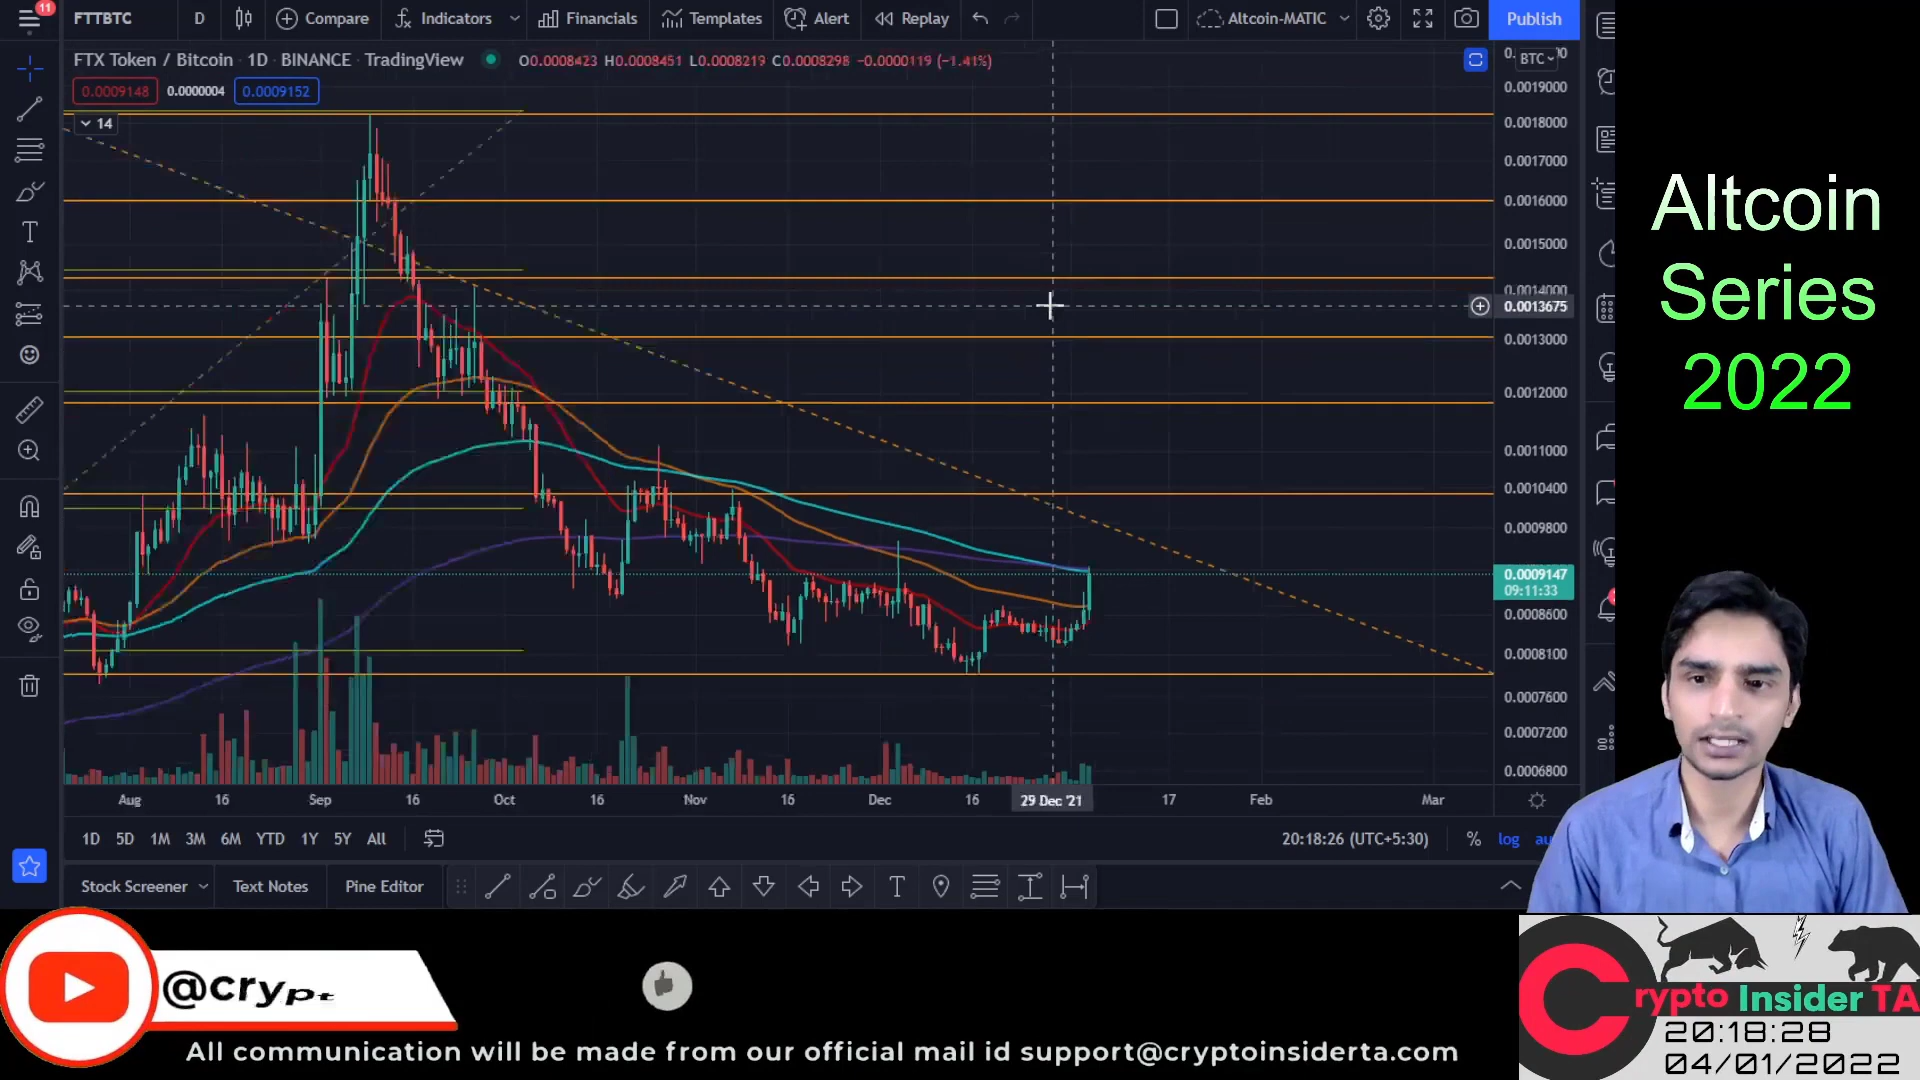 11
FTTBTC
D
Compare
Indicators
Financials
Templates
Alert
Replay
Altcoin-MATIC
Publish
FTX Token / Bitcoin · 1D · BINANCE · TradingView
O0.0008423 H0.0008451 L0.0008219 C0.0008298 −0.0000119 (−1.41%)
BTC
0.0009148
0.0000004
0.0009152
14
0.0019000
0.0018000
0.0017000
0.0016000
0.0015000
0.0014000
0.0013675
0.0013000
0.0012000
0.0011000
0.0010400
0.0009800
0.0009147
09:11:33
0.0008600
0.0008100
0.0007600
0.0007200
0.0006800
Aug
16
Sep
16
Oct
16
Nov
16
Dec
16
29 Dec '21
17
Feb
Mar
1D 5D 1M 3M 6M YTD 1Y 5Y All
20:18:26 (UTC+5:30)
%
log
Stock Screener
Text Notes
Pine Editor
Altcoin
Series
2022
@crypt
All communication will be made from our official mail id support@cryptoinsiderta.com
Crypto Insider TA
20:18:28
04/01/2022